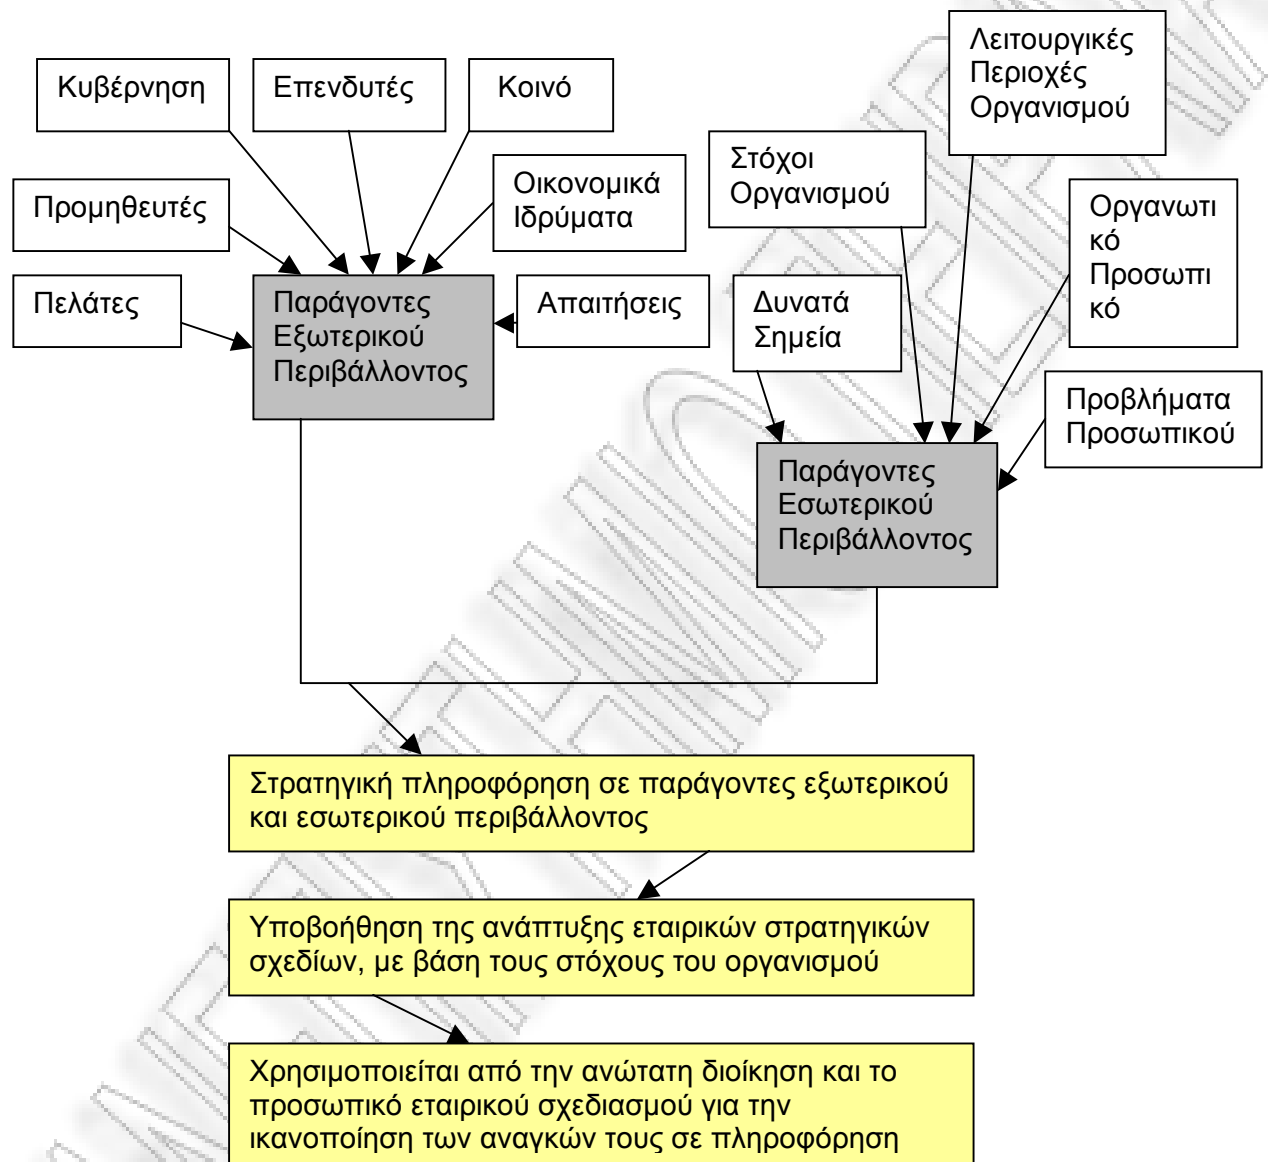 Λειτουργικές
Περιοχές
Οργανισμού
Κυβέρνηση
Επενδυτές
Κοινό
Στόχοι
Οργανισμού
Οικονομικά
Ιδρύματα
Προμηθευτές
Οργανωτι
κό
Προσωπι
κό
Πελάτες
Παράγοντες
Εξωτερικού
Περιβάλλοντος
Απαιτήσεις
Δυνατά
Σημεία
Προβλήματα
Προσωπικού
Παράγοντες
Εσωτερικού
Περιβάλλοντος
Στρατηγική πληροφόρηση σε παράγοντες εξωτερικού
και εσωτερικού περιβάλλοντος
Υποβοήθηση της ανάπτυξης εταιρικών στρατηγικών
σχεδίων, με βάση τους στόχους του οργανισμού
Χρησιμοποιείται από την ανώτατη διοίκηση και το
προσωπικό εταιρικού σχεδιασμού για την
ικανοποίηση των αναγκών τους σε πληροφόρηση